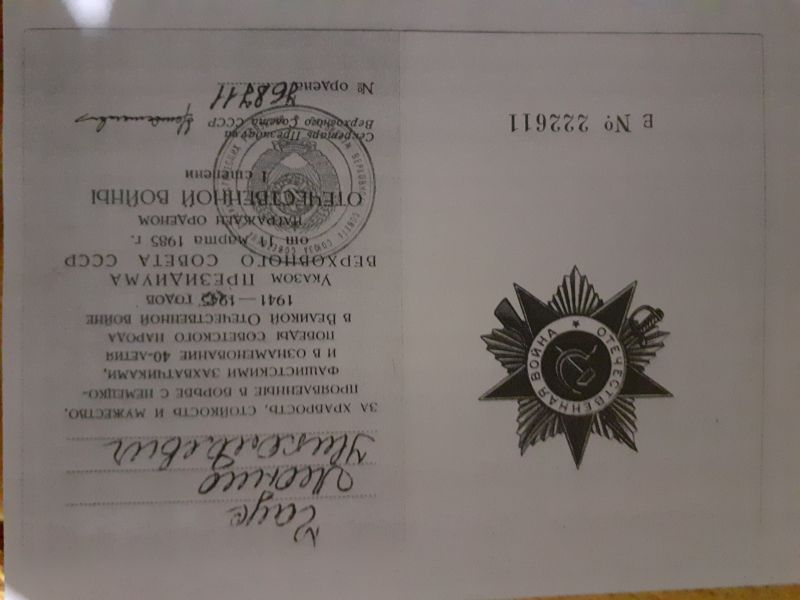 ОТЕЧЕСТВЕННАЯ ВОЙНА
Е № 222611
Чаус
Николаевич
ЗА ХРАБРОСТЬ, СТОЙКОСТЬ И МУЖЕСТВО,
ПРОЯВЛЕННЫЕ В БОРЬБЕ С НЕМЕЦКО-
ФАШИСТСКИМИ ЗАХВАТЧИКАМИ,
И В ОЗНАМЕНОВАНИЕ 40-ЛЕТИЯ
ПОБЕДЫ СОВЕТСКОГО НАРОДА
В ВЕЛИКОЙ ОТЕЧЕСТВЕННОЙ ВОЙНЕ
1941—1945 ГОДОВ
УКАЗОМ ПРЕЗИДИУМА
ВЕРХОВНОГО СОВЕТА СССР
от 11 марта 1985 г.
НАГРАЖДЕН ОРДЕНОМ
ОТЕЧЕСТВЕННОЙ ВОЙНЫ
I степени
Секретарь Президиума
Верховного Совета СССР
№ ордена